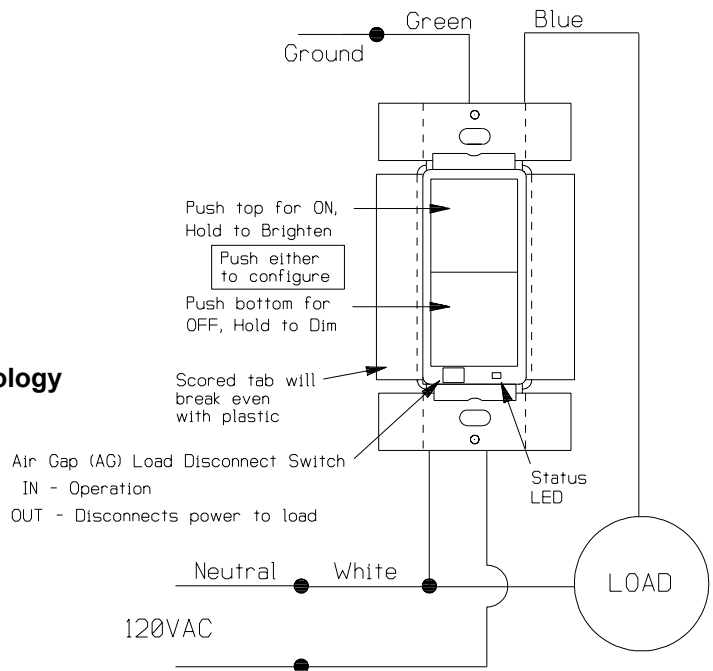 Green
Blue
Ground
Push top for ON,
Hold to Brighten
Push either
to configure
Push bottom for
OFF, Hold to Dim
ology
Scored tab will
break even
with plastic
Air Gap (AG) Load Disconnect Switch
IN - Operation
OUT - Disconnects power to load
Status
LED
Neutral
White
LOAD
120VAC